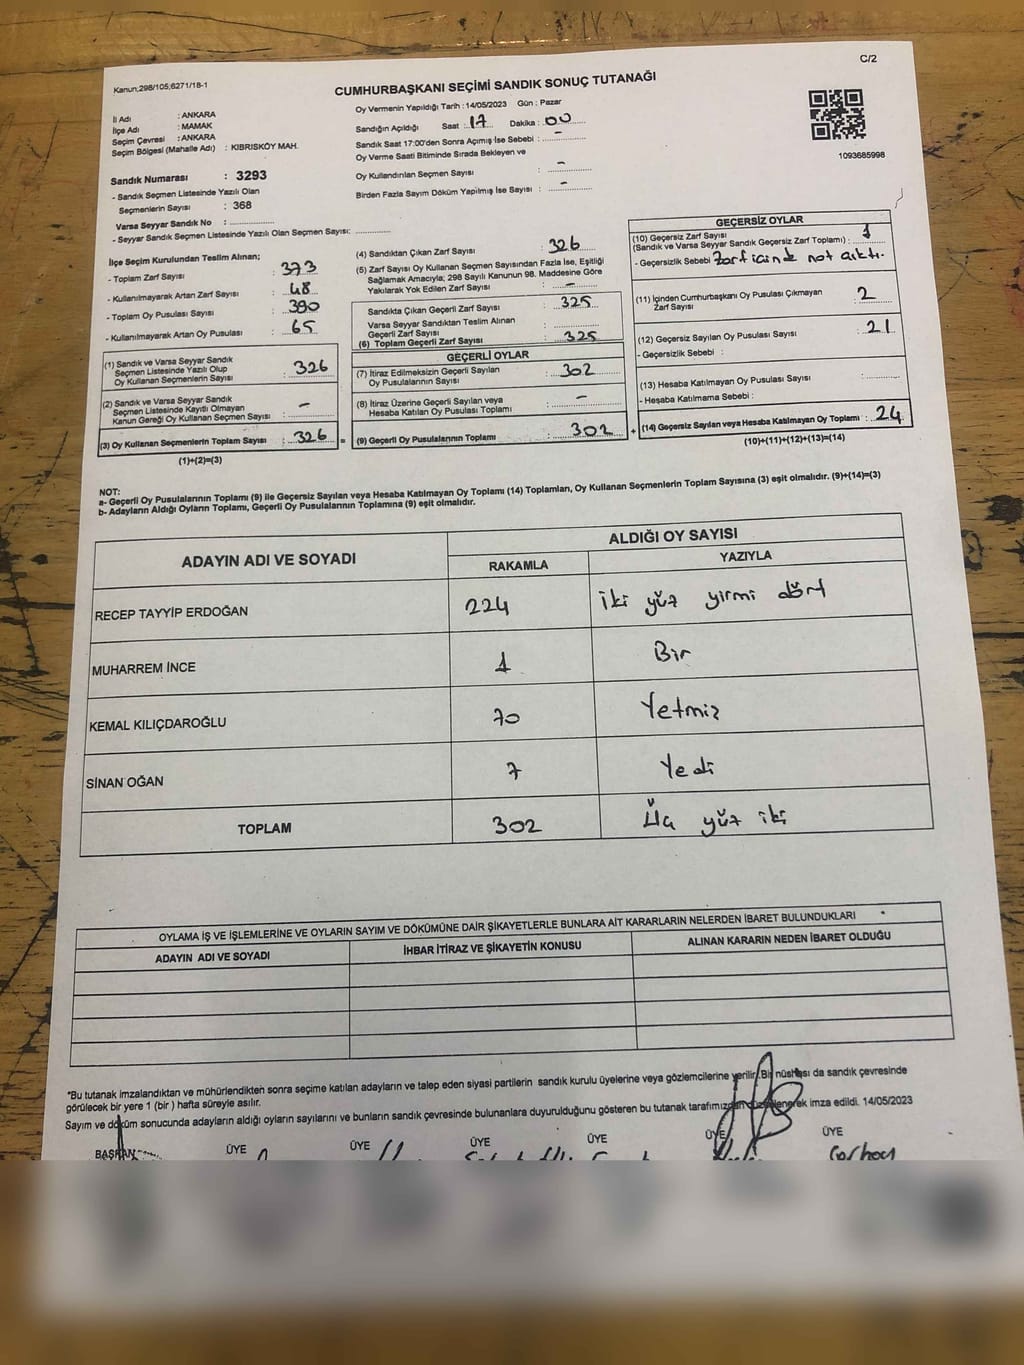 C/2
Kanun;298/105,6271/18-1
CUMHURBAŞKANI SEÇİMİ SANDIK SONUÇ TUTANAĞI
İl Adı : ANKARA
İlçe Adı : MAMAK
Seçim Çevresi : ANKARA
Seçim Bölgesi (Mahalle Adı) : KIBRISKÖY MAH.
Oy Vermenin Yapıldığı Tarih : 14/05/2023 Gün : Pazar
Sandığın Açıldığı Saat : 17 Dakika : 00
Sandık Saat 17:00'den Sonra Açımış İse Sebebi : -
Oy Verme Saati Bitiminde Sırada Bekleyen ve
Oy Kullandırılan Seçmen Sayısı : -
Birden Fazla Sayım Döküm Yapılmış İse Sayısı : -
1093685998
Sandık Numarası : 3293
- Sandık Seçmen Listesinde Yazılı Olan
Seçmenlerin Sayısı : 368
Varsa Seyyar Sandık No :
- Seyyar Sandık Seçmen Listesinde Yazılı Olan Seçmen Sayısı:
İlçe Seçim Kurulundan Teslim Alınan;
- Toplam Zarf Sayısı : 373
- Kullanılmayarak Artan Zarf Sayısı : 48
- Toplam Oy Pusulası Sayısı : 390
- Kullanılmayarak Artan Oy Pusulası : 65
(1) Sandık ve Varsa Seyyar Sandık
Seçmen Listesinde Yazılı Olup
Oy Kullanan Seçmenlerin Sayısı : 326
(2) Sandık ve Varsa Seyyar Sandık
Seçmen Listesinde Kayıtlı Olmayan
Kanun Gereği Oy Kullanan Seçmen Sayısı : -
(3) Oy Kullanan Seçmenlerin Toplam Sayısı : 326 =
(1)+(2)=(3)
(4) Sandıktan Çıkan Zarf Sayısı : 326
(5) Zarf Sayısı Oy Kullanan Seçmen Sayısından Fazla İse, Eşitliği
Sağlamak Amacıyla; 298 Sayılı Kanunun 98. Maddesine Göre
Yakılarak Yok Edilen Zarf Sayısı : -
Sandıkta Çıkan Geçerli Zarf Sayısı : 325
Varsa Seyyar Sandıktan Teslim Alınan
Geçerli Zarf Sayısı :
(6) Toplam Geçerli Zarf Sayısı : 325
GEÇERLİ OYLAR
(7) İtiraz Edilmeksizin Geçerli Sayılan
Oy Pusulalarının Sayısı : 302
(8) İtiraz Üzerine Geçerli Sayılan veya
Hesaba Katılan Oy Pusulası Toplamı : -
(9) Geçerli Oy Pusulalarının Toplamı : 302 +
GEÇERSİZ OYLAR
(10) Geçersiz Zarf Sayısı
(Sandık ve Varsa Seyyar Sandık Geçersiz Zarf Toplamı) : 1
- Geçersizlik Sebebi : Zarf içinde not çıktı.
(11) İçinden Cumhurbaşkanı Oy Pusulası Çıkmayan
Zarf Sayısı : 2
(12) Geçersiz Sayılan Oy Pusulası Sayısı : 21
- Geçersizlik Sebebi :
(13) Hesaba Katılmayan Oy Pusulası Sayısı :
- Hesaba Katılmama Sebebi :
(14) Geçersiz Sayılan veya Hesaba Katılmayan Oy Toplamı : 24
(10)+(11)+(12)+(13)=(14)
NOT:
a- Geçerli Oy Pusulalarının Toplamı (9) ile Geçersiz Sayılan veya Hesaba Katılmayan Oy Toplamı (14) Toplamları, Oy Kullanan Seçmenlerin Toplam Sayısına (3) eşit olmalıdır. (9)+(14)=(3)
b- Adayların Aldığı Oyların Toplamı, Geçerli Oy Pusulalarının Toplamına (9) eşit olmalıdır.
ADAYIN ADI VE SOYADI
ALDIĞI OY SAYISI
RAKAMLA YAZIYLA
RECEP TAYYİP ERDOĞAN 224 iki yüz yirmi dört
MUHARREM İNCE 1 Bir
KEMAL KILIÇDAROĞLU 70 Yetmiş
SİNAN OĞAN 7 Yedi
TOPLAM 302 Üç yüz iki
OYLAMA İŞ VE İŞLEMLERİNE VE OYLARIN SAYIM VE DÖKÜMÜNE DAİR ŞİKAYETLERLE BUNLARA AİT KARARLARIN NELERDEN İBARET BULUNDUKLARI
ADAYIN ADI VE SOYADI İHBAR İTİRAZ VE ŞİKAYETİN KONUSU ALINAN KARARIN NEDEN İBARET OLDUĞU
*Bu tutanak imzalandıktan ve mühürlendikten sonra seçime katılan adayların ve talep eden siyasi partilerin sandık kurulu üyelerine veya gözlemcilerine verilir. Bir nüshası da sandık çevresinde
görülecek bir yere 1 (bir) hafta süreyle asılır.
Sayım ve döküm sonucunda adayların aldığı oyların sayılarını ve bunların sandık çevresinde bulunanlara duyurulduğunu gösteren bu tutanak tarafımızdan düzenlenerek imza edildi. 14/05/2023
BAŞKAN ÜYE ÜYE ÜYE ÜYE ÜYE ÜYE